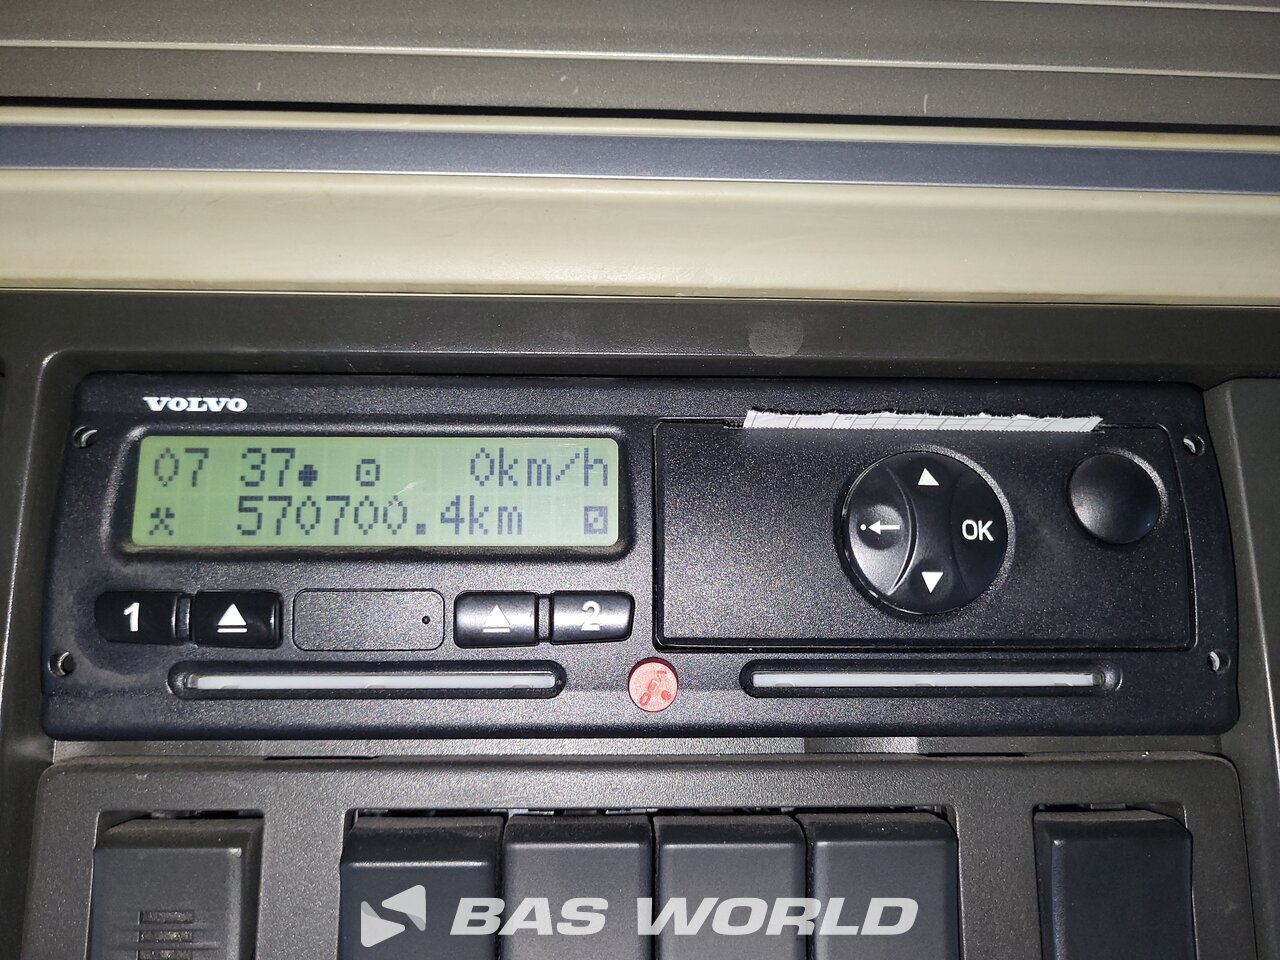 VOLVO
07 37 0km/h
570700.4km
1 2
OK
BAS WORLD